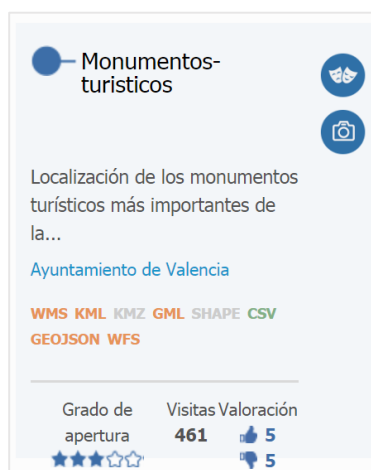 Monumentos-
turisticos
Localización de los monumentos
turísticos más importantes de
la...
Ayuntamiento de Valencia
WMS KML KMZ GML SHAPE CSV
GEOJSON WFS
Grado de
apertura
Visitas
461
Valoración
5
5